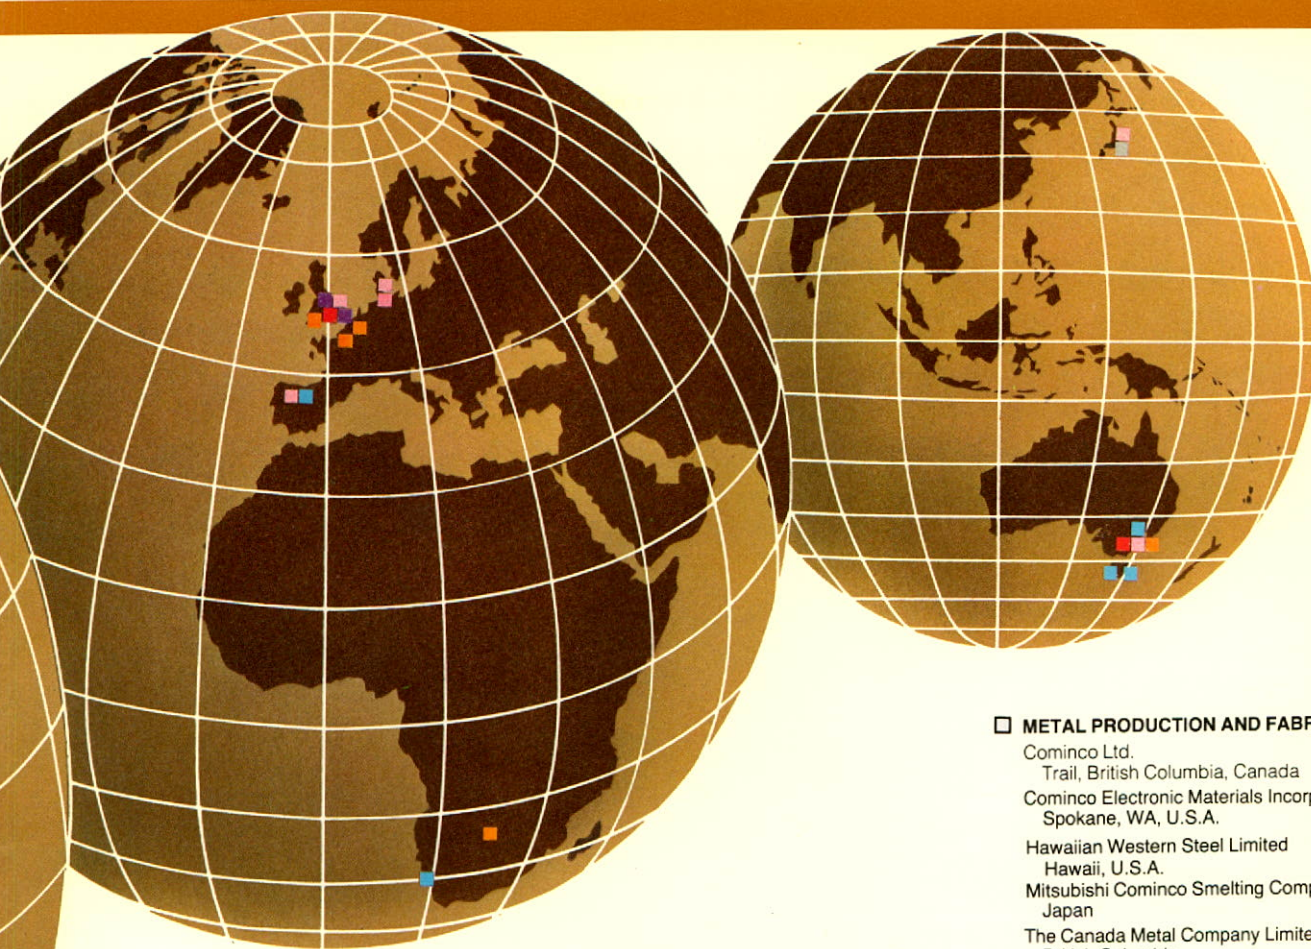 METAL PRODUCTION AND FABR
Cominco Ltd.
Trail, British Columbia, Canada
Cominco Electronic Materials Incorp
Spokane, WA, U.S.A.
Hawaiian Western Steel Limited
Hawaii, U.S.A.
Mitsubishi Cominco Smelting Comp
Japan
The Canada Metal Company Limite